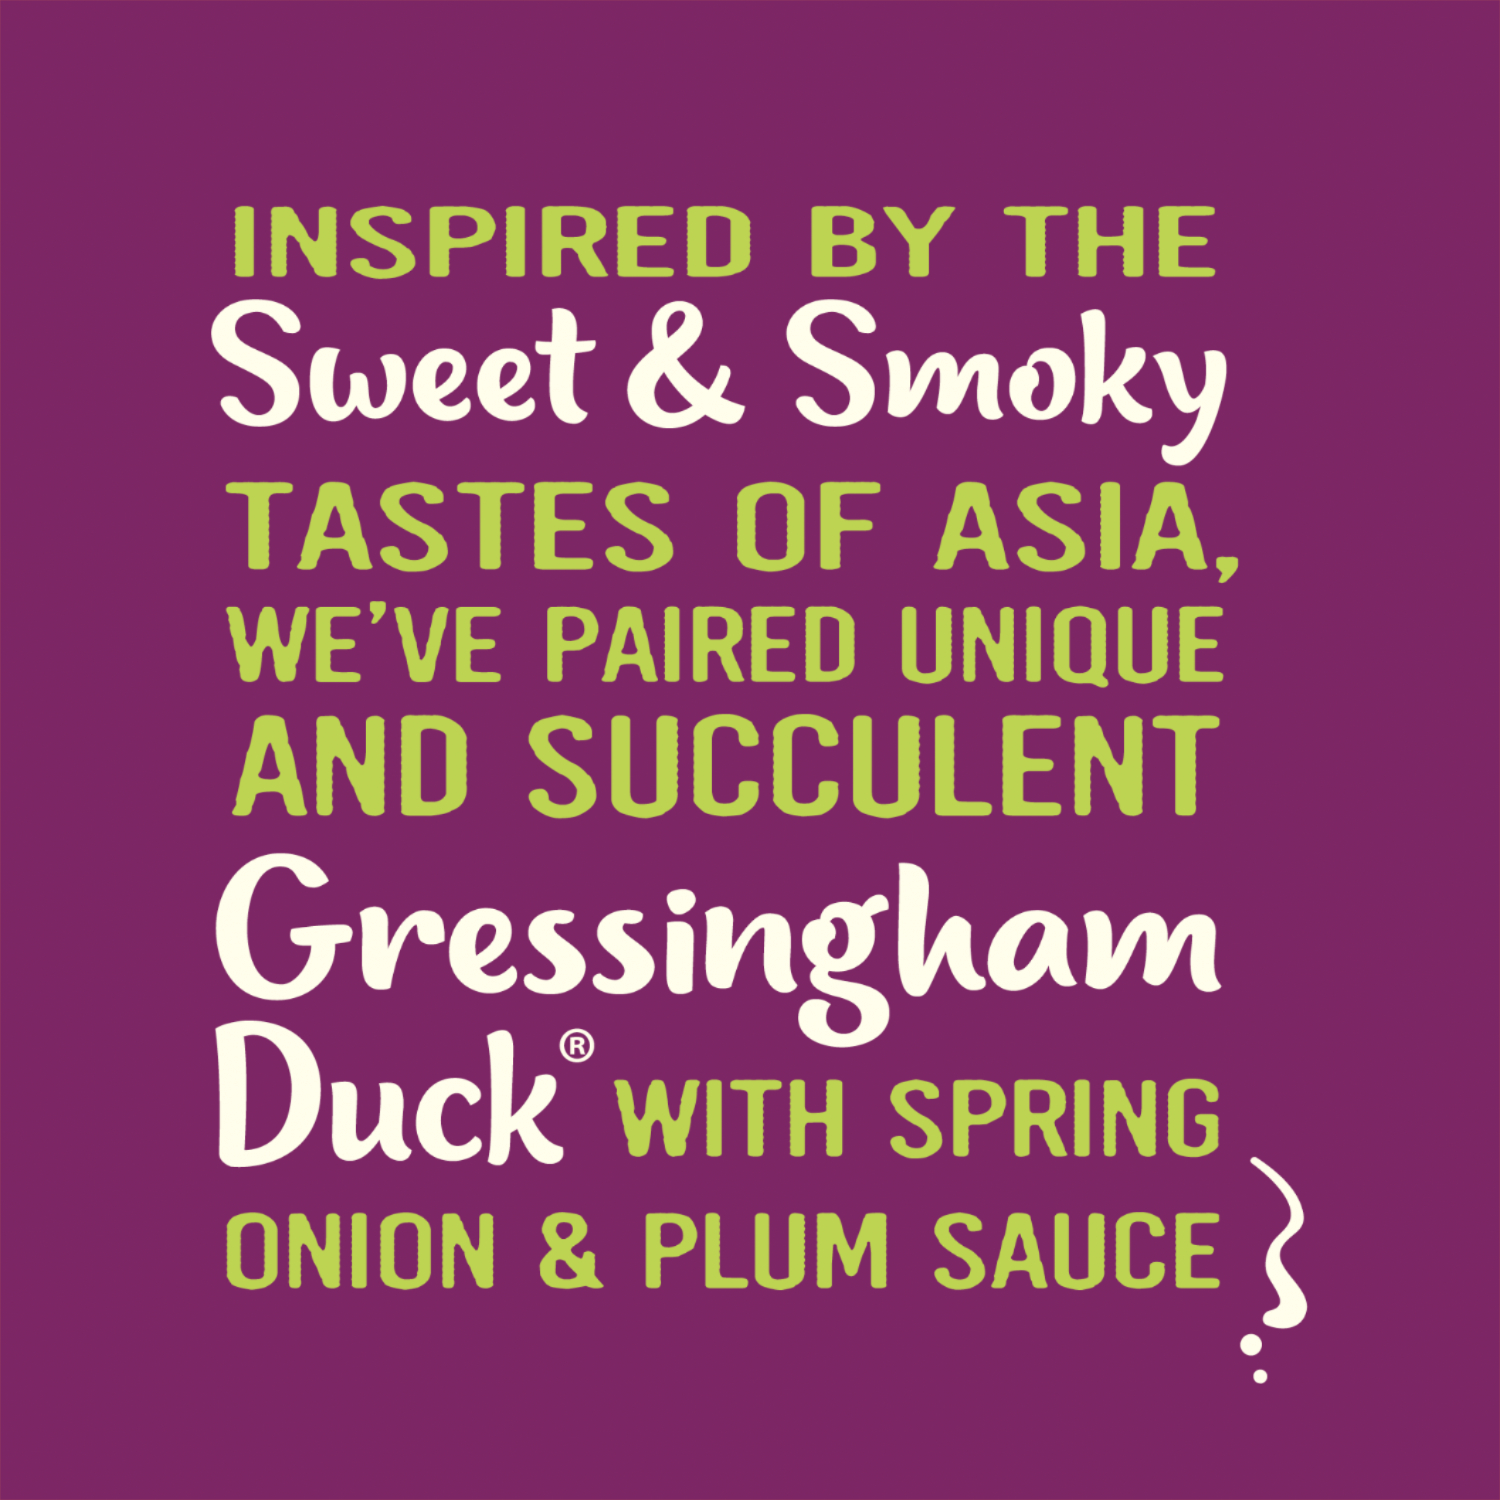 INSPIRED BY THE
Sweet & Smoky
TASTES OF ASIA,
WE’VE PAIRED UNIQUE
AND SUCCULENT
Gressingham
Duck® WITH SPRING
ONION & PLUM SAUCE